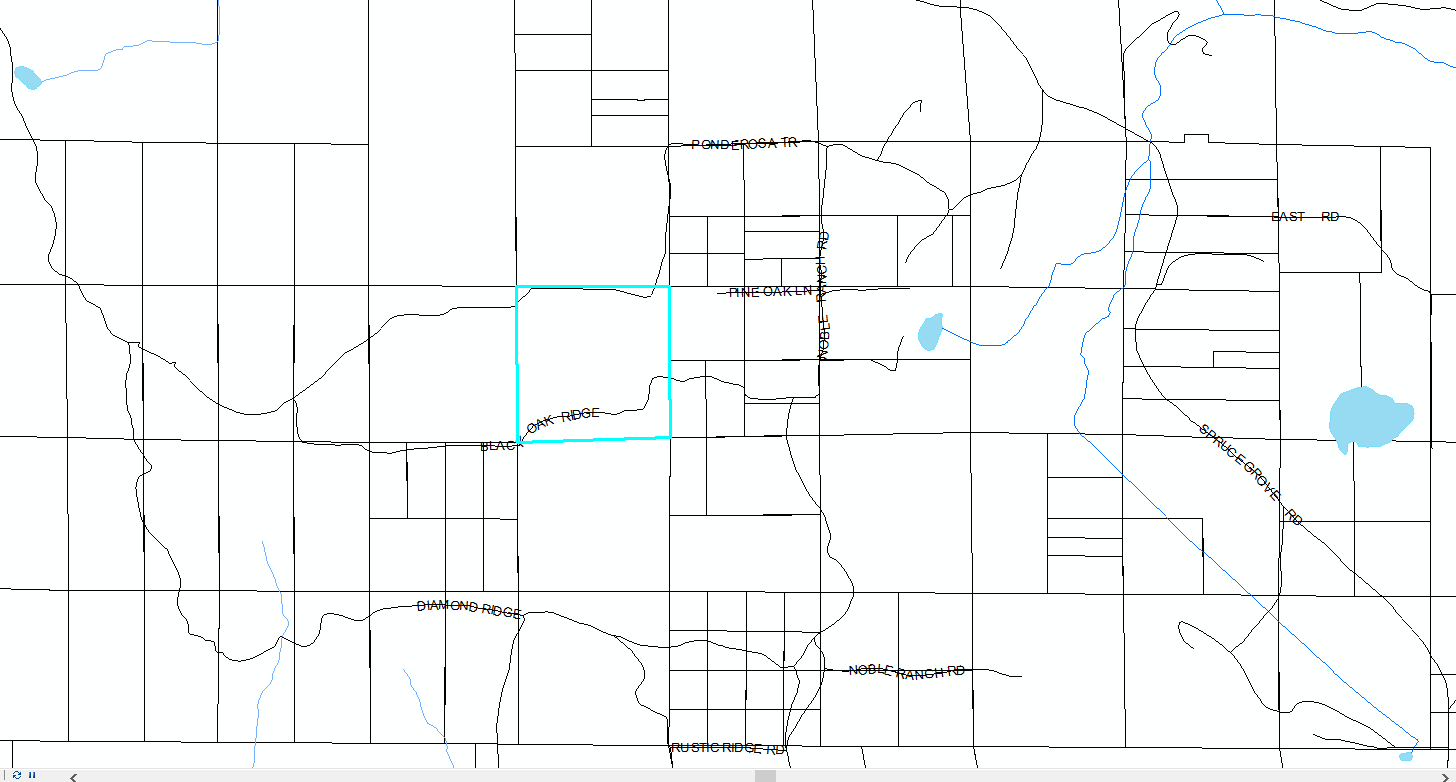 PONDEROSA TR
EAST RD
NOBLE RANCH RD
PINE OAK LN
BLACK OAK RIDGE
SPRUCE GROVE RD
DIAMOND RIDGE
NOBLE RANCH RD
RUSTIC RIDGE RD